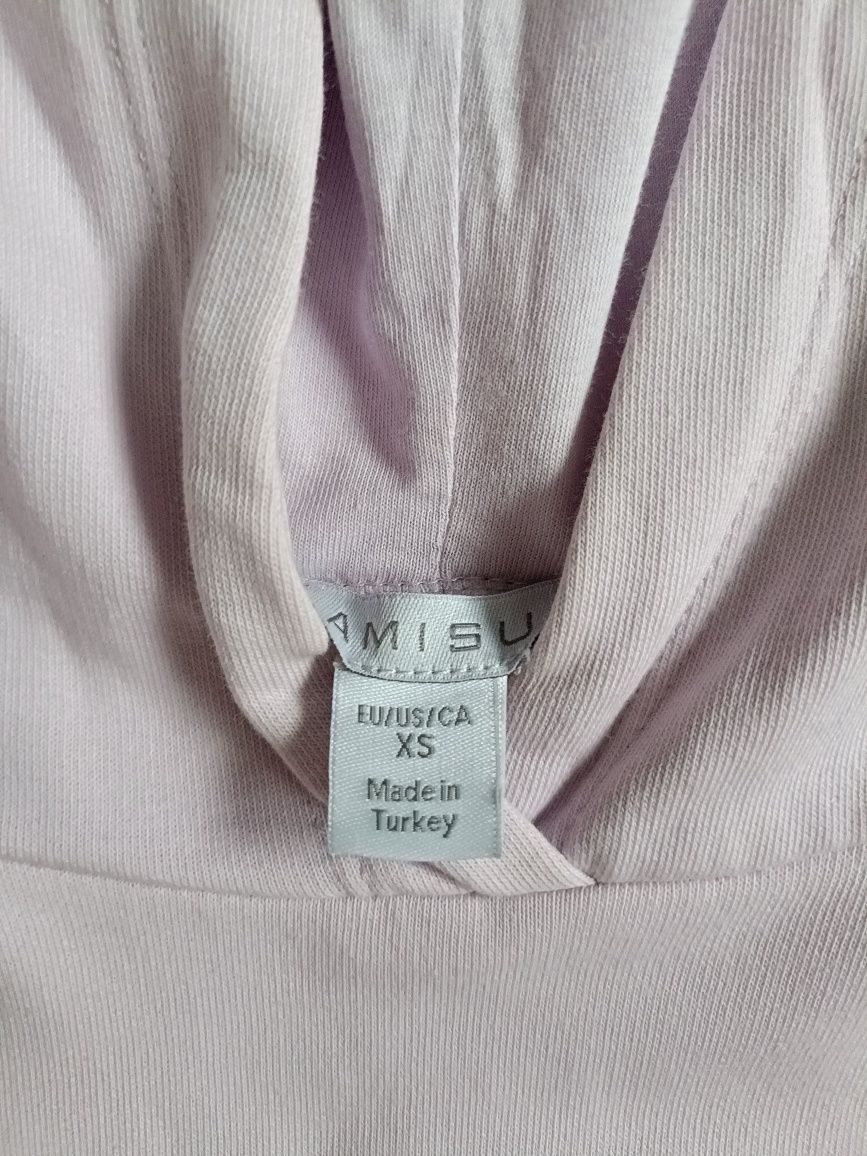 AMISU
EU/US/CA
XS
Made in
Turkey